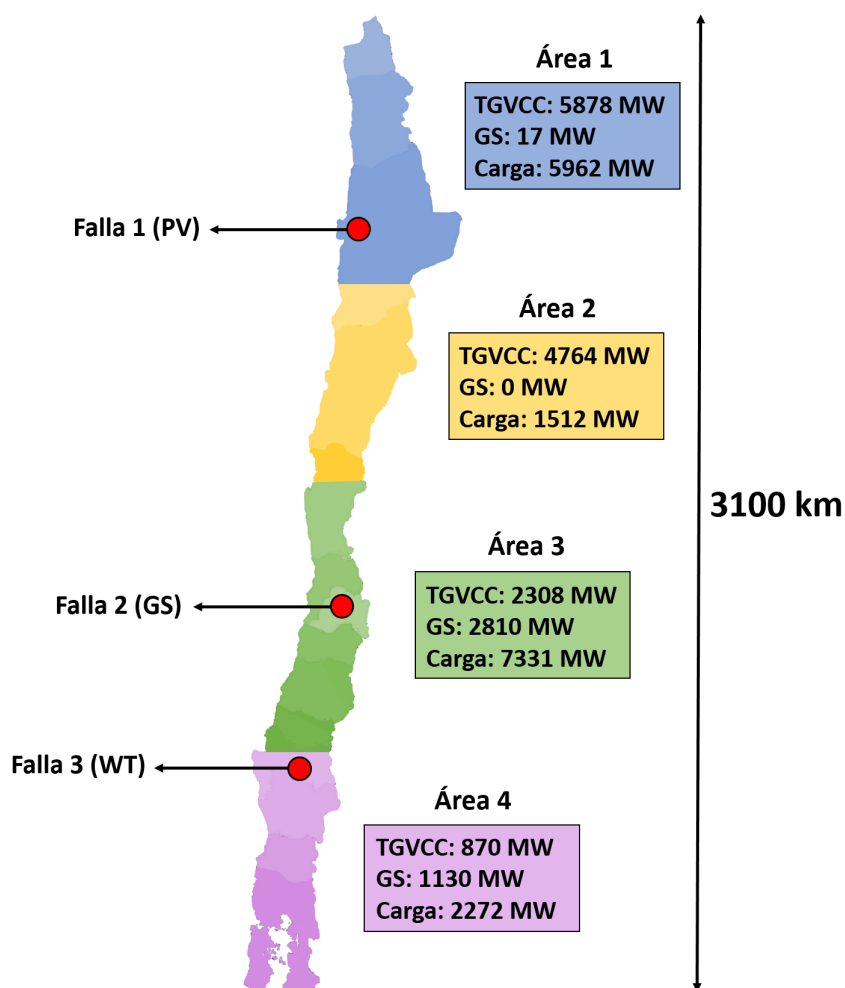 Área 1
TGVCC: 5878 MW
GS: 17 MW
Carga: 5962 MW
Falla 1 (PV)
Área 2
TGVCC: 4764 MW
GS: 0 MW
Carga: 1512 MW
3100 km
Área 3
TGVCC: 2308 MW
GS: 2810 MW
Carga: 7331 MW
Falla 2 (GS)
Falla 3 (WT)
Área 4
TGVCC: 870 MW
GS: 1130 MW
Carga: 2272 MW